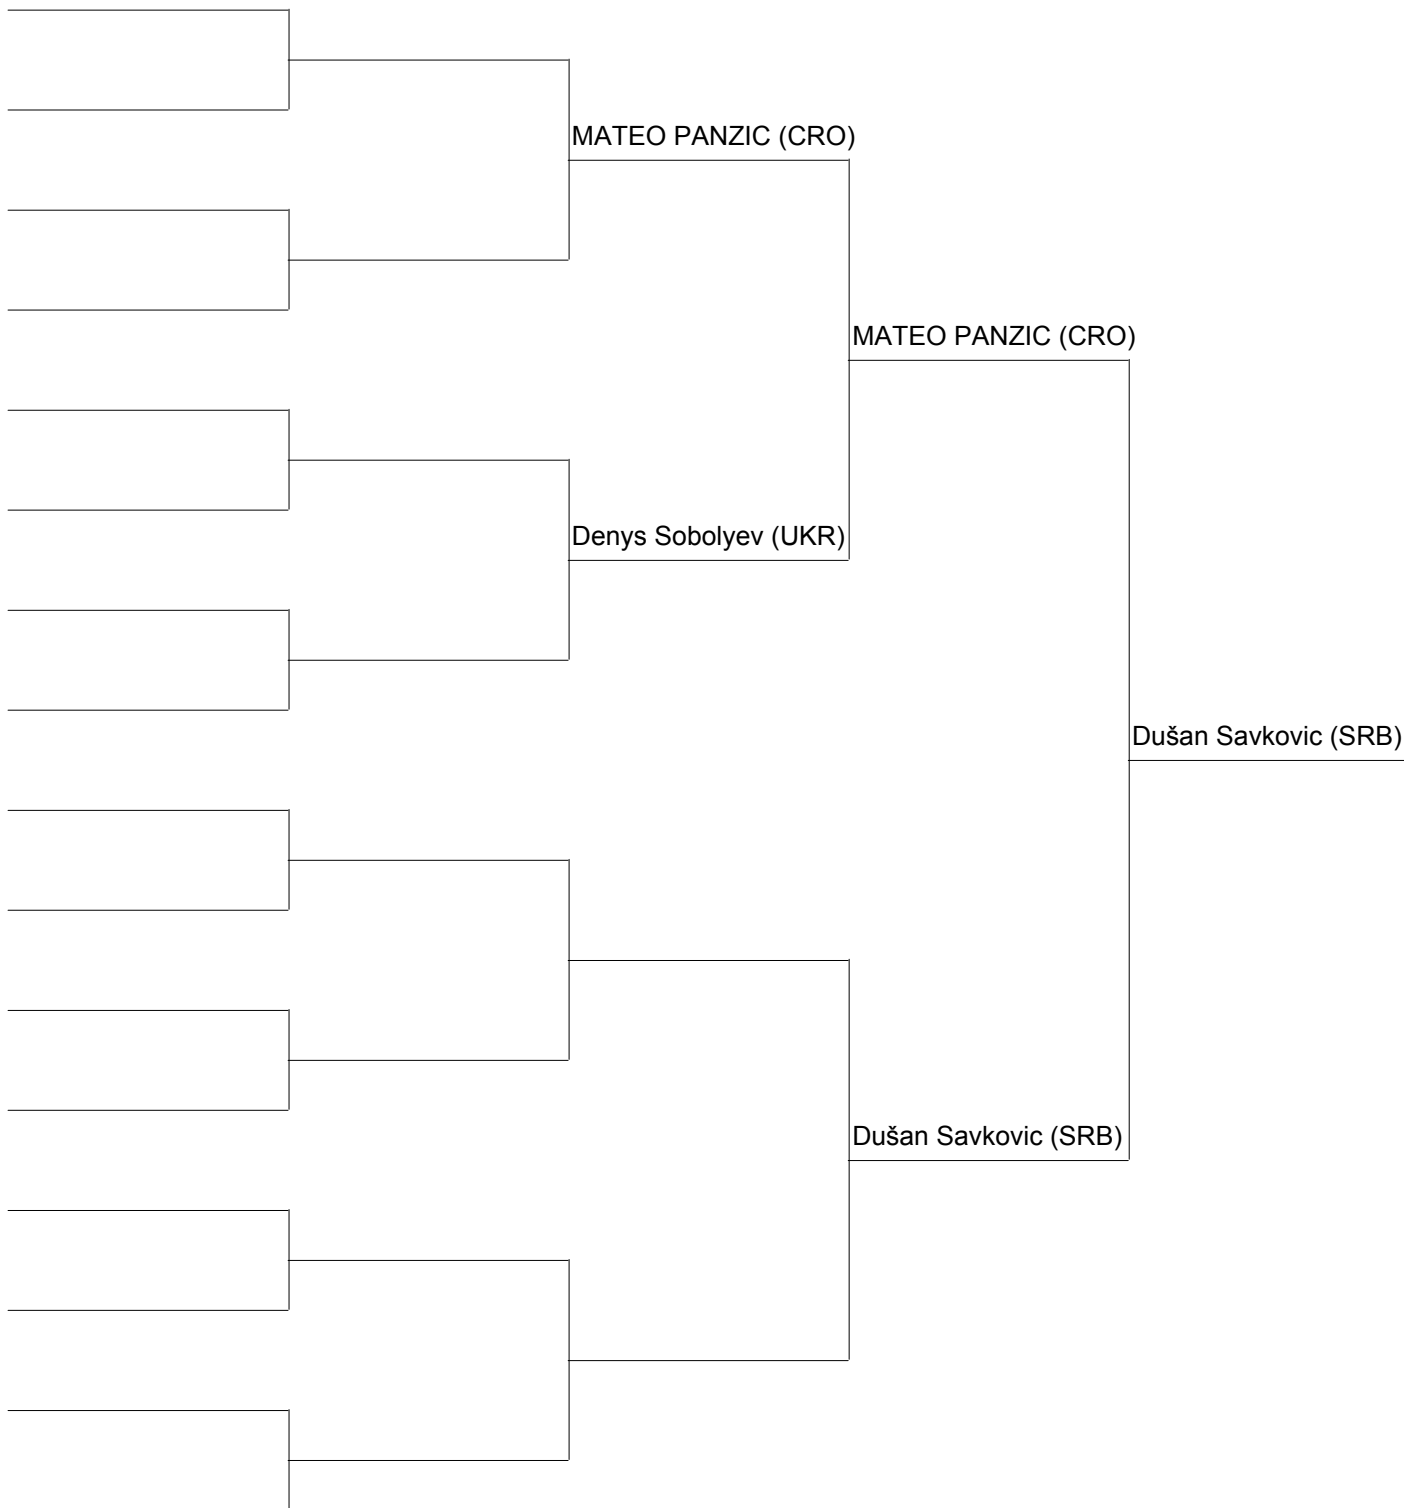 MATEO PANZIC (CRO)
MATEO PANZIC (CRO)
Denys Sobolyev (UKR)
Dušan Savkovic (SRB)
Dušan Savkovic (SRB)